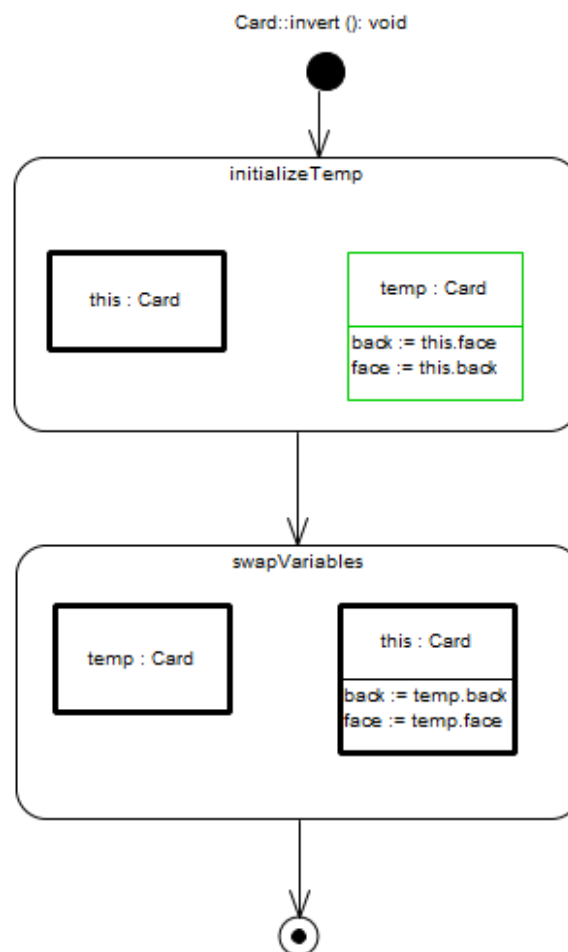 Card::invert (): void
initializeTemp
this : Card
temp : Card
back := this.face
face := this.back
swapVariables
temp : Card
this : Card
back := temp.back
face := temp.face